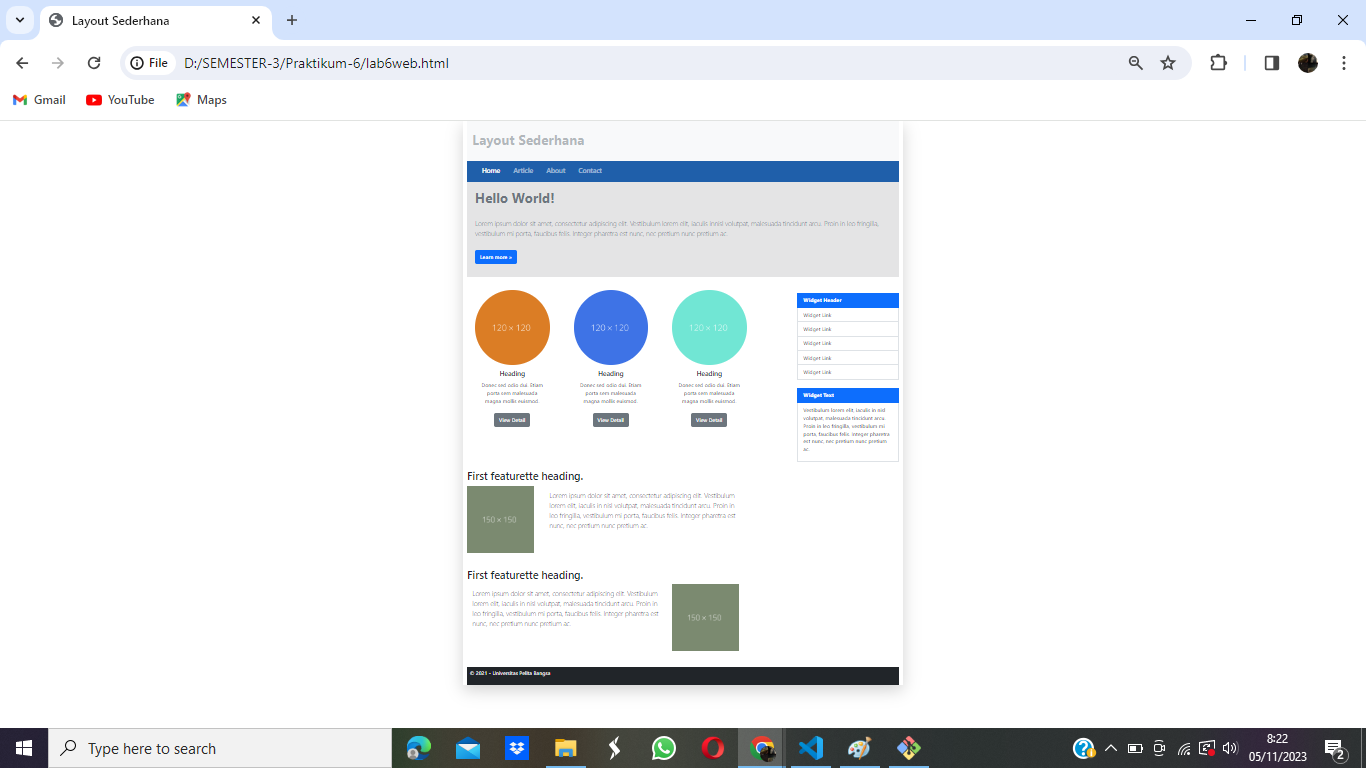 Layout Sederhana
File
D:/SEMESTER-3/Praktikum-6/lab6web.html
Gmail
YouTube
Maps
Layout Sederhana
Home
Article
About
Contact
Hello World!
Lorem ipsum dolor sit amet, consectetur adipiscing elit. Vestibulum lorem elit, iaculis innisl volutpat, malesuada tincidunt arcu. Proin in leo fringilla,
vestibulum mi porta, faucibus felis. Integer pharetra est nunc, nec pretium nunc pretium ac.
Learn more »
120 × 120
120 × 120
120 × 120
Heading
Heading
Heading
Donec sed odio dui. Etiam
porta sem malesuada
magna mollis euismod.
Donec sed odio dui. Etiam
porta sem malesuada
magna mollis euismod.
Donec sed odio dui. Etiam
porta sem malesuada
magna mollis euismod.
View Detail
View Detail
View Detail
Widget Header
Widget Link
Widget Link
Widget Link
Widget Link
Widget Link
Widget Text
Vestibulum lorem elit, iaculis in nisl
volutpat, malesuada tincidunt arcu.
Proin in leo fringilla, vestibulum mi
porta, faucibus felis. Integer pharetra
est nunc, nec pretium nunc pretium
ac.
First featurette heading.
150 × 150
Lorem ipsum dolor sit amet, consectetur adipiscing elit. Vestibulum
lorem elit, iaculis in nisl volutpat, malesuada tincidunt arcu. Proin in
leo fringilla, vestibulum mi porta, faucibus felis. Integer pharetra est
nunc, nec pretium nunc pretium ac.
First featurette heading.
Lorem ipsum dolor sit amet, consectetur adipiscing elit. Vestibulum
lorem elit, iaculis in nisl volutpat, malesuada tincidunt arcu. Proin in
leo fringilla, vestibulum mi porta, faucibus felis. Integer pharetra est
nunc, nec pretium nunc pretium ac.
150 × 150
© 2021 - Universitas Pelita Bangsa
Type here to search
8:22
05/11/2023
2